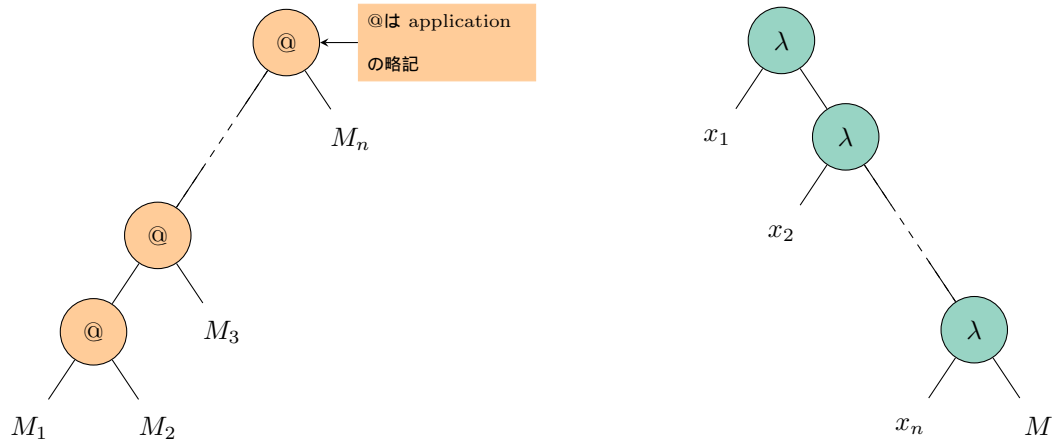 @
@は application
の略記
M_n
@
M_3
@
M_1
M_2
λ
x_1
λ
x_2
λ
x_n
M